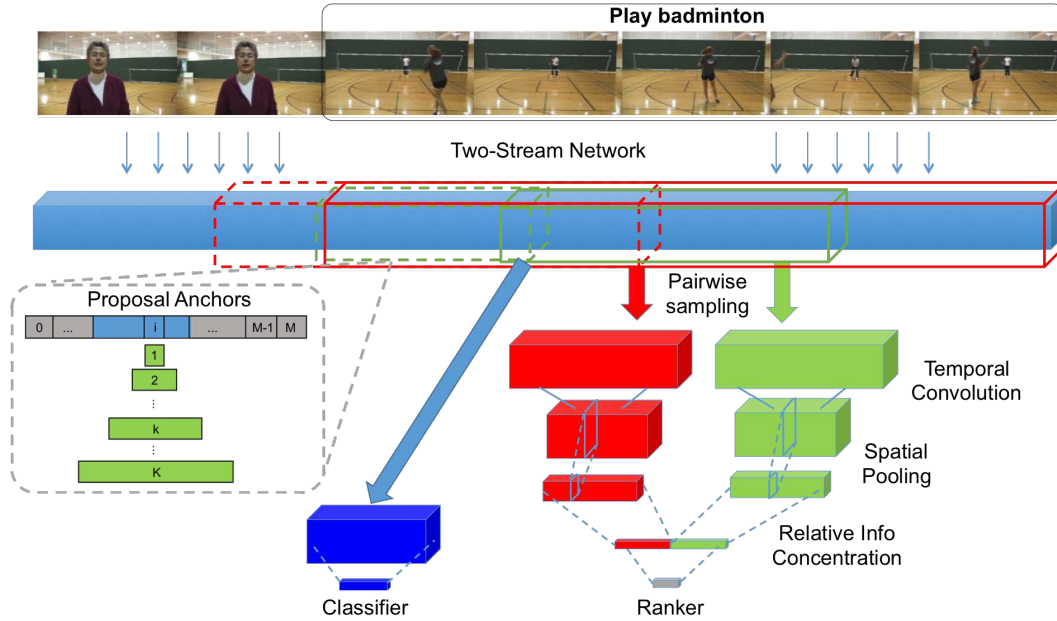 Play badminton
Two-Stream Network
Pairwise
sampling
Proposal Anchors
0 ... i ... M-1 M
1
2
...
k
...
K
Temporal
Convolution
Spatial
Pooling
Relative Info
Concentration
Classifier
Ranker